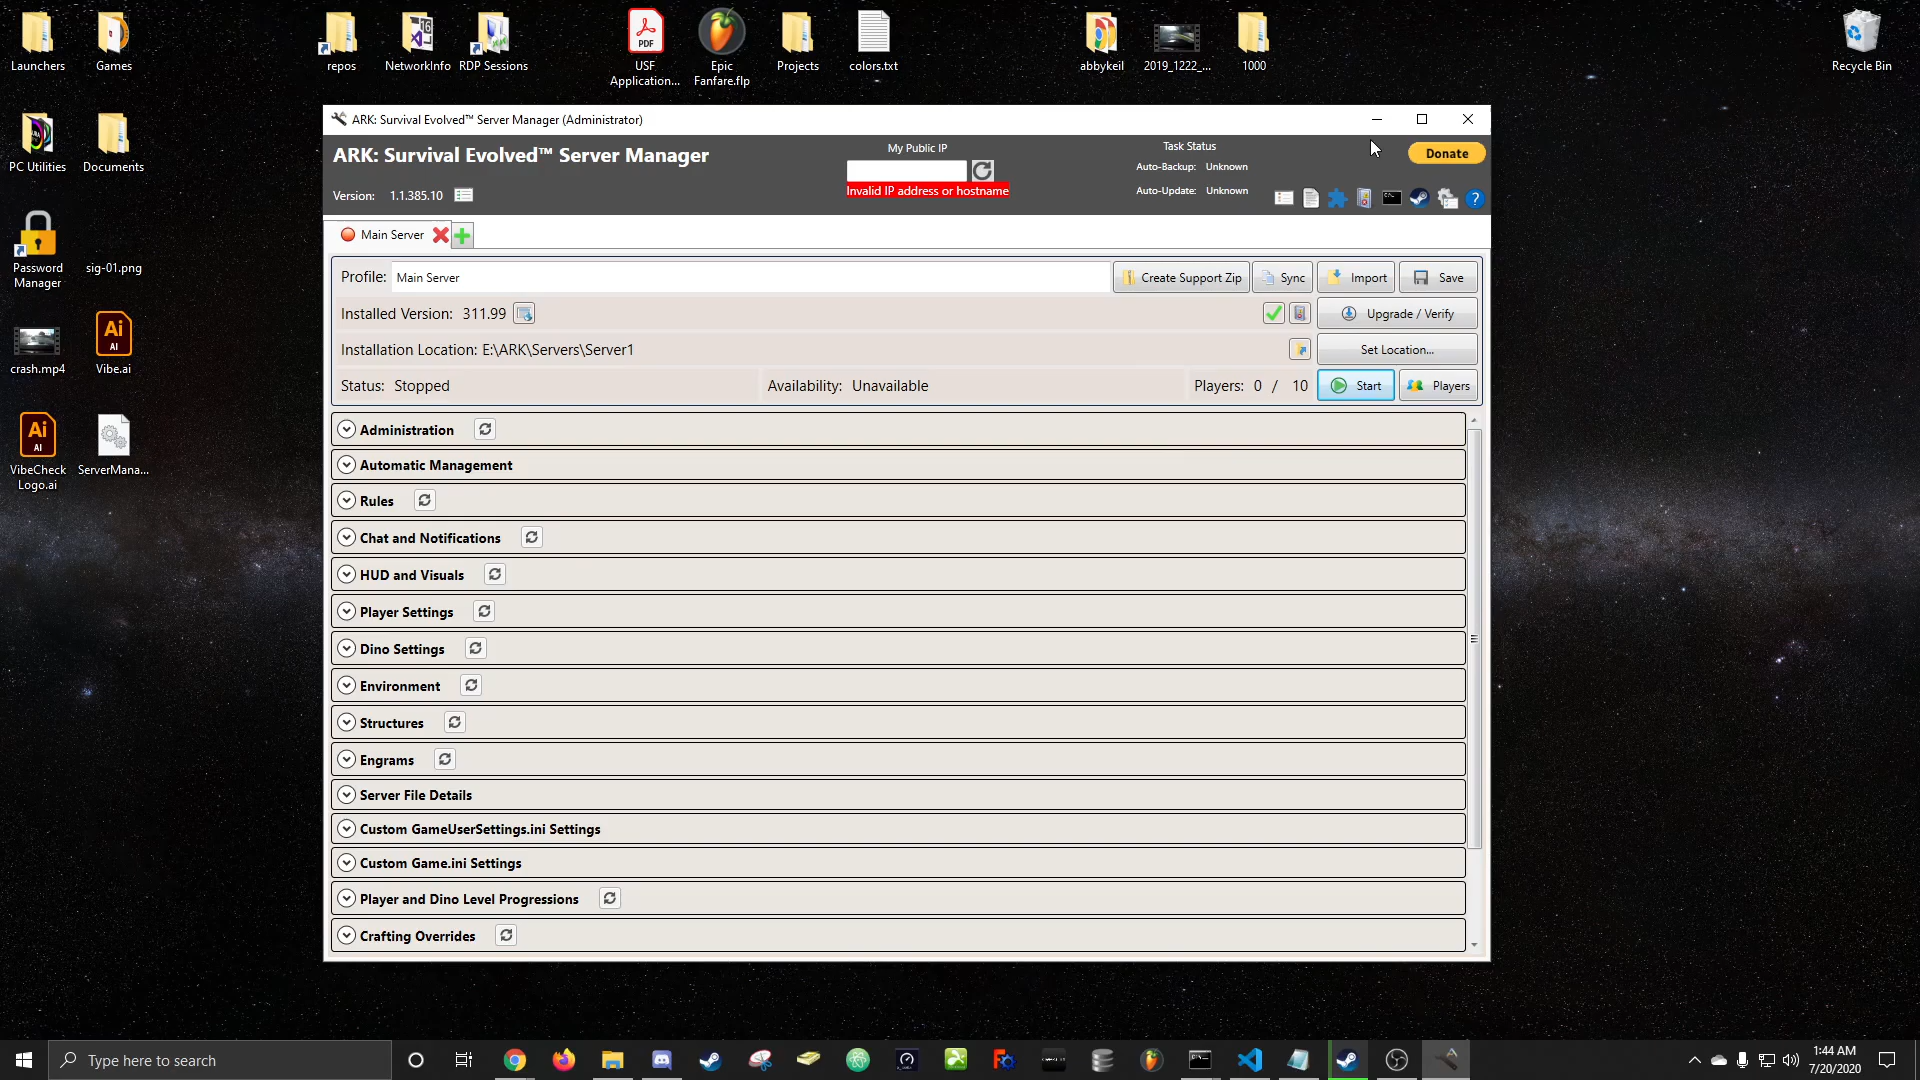 Launchers
Games
repos
NetworkInfo
RDP Sessions
USF Application...
Epic Fanfare.flp
Projects
colors.txt
abbykeil
2019_1222_...
1000
Recycle Bin
PC Utilities
Documents
Password Manager
sig-01.png
crash.mp4
Vibe.ai
VibeCheck Logo.ai
ServerMana...
ARK: Survival Evolved™ Server Manager (Administrator)
ARK: Survival Evolved™ Server Manager
My Public IP
Task Status
Donate
Auto-Backup: Unknown
Invalid IP address or hostname
Auto-Update: Unknown
Version: 1.1.385.10
Main Server
Profile: Main Server
Create Support Zip
Sync
Import
Save
Installed Version: 311.99
Upgrade / Verify
Installation Location: E:\ARK\Servers\Server1
Set Location...
Status: Stopped
Availability: Unavailable
Players: 0 / 10
Start
Players
Administration
Automatic Management
Rules
Chat and Notifications
HUD and Visuals
Player Settings
Dino Settings
Environment
Structures
Engrams
Server File Details
Custom GameUserSettings.ini Settings
Custom Game.ini Settings
Player and Dino Level Progressions
Crafting Overrides
Type here to search
1:44 AM
7/20/2020